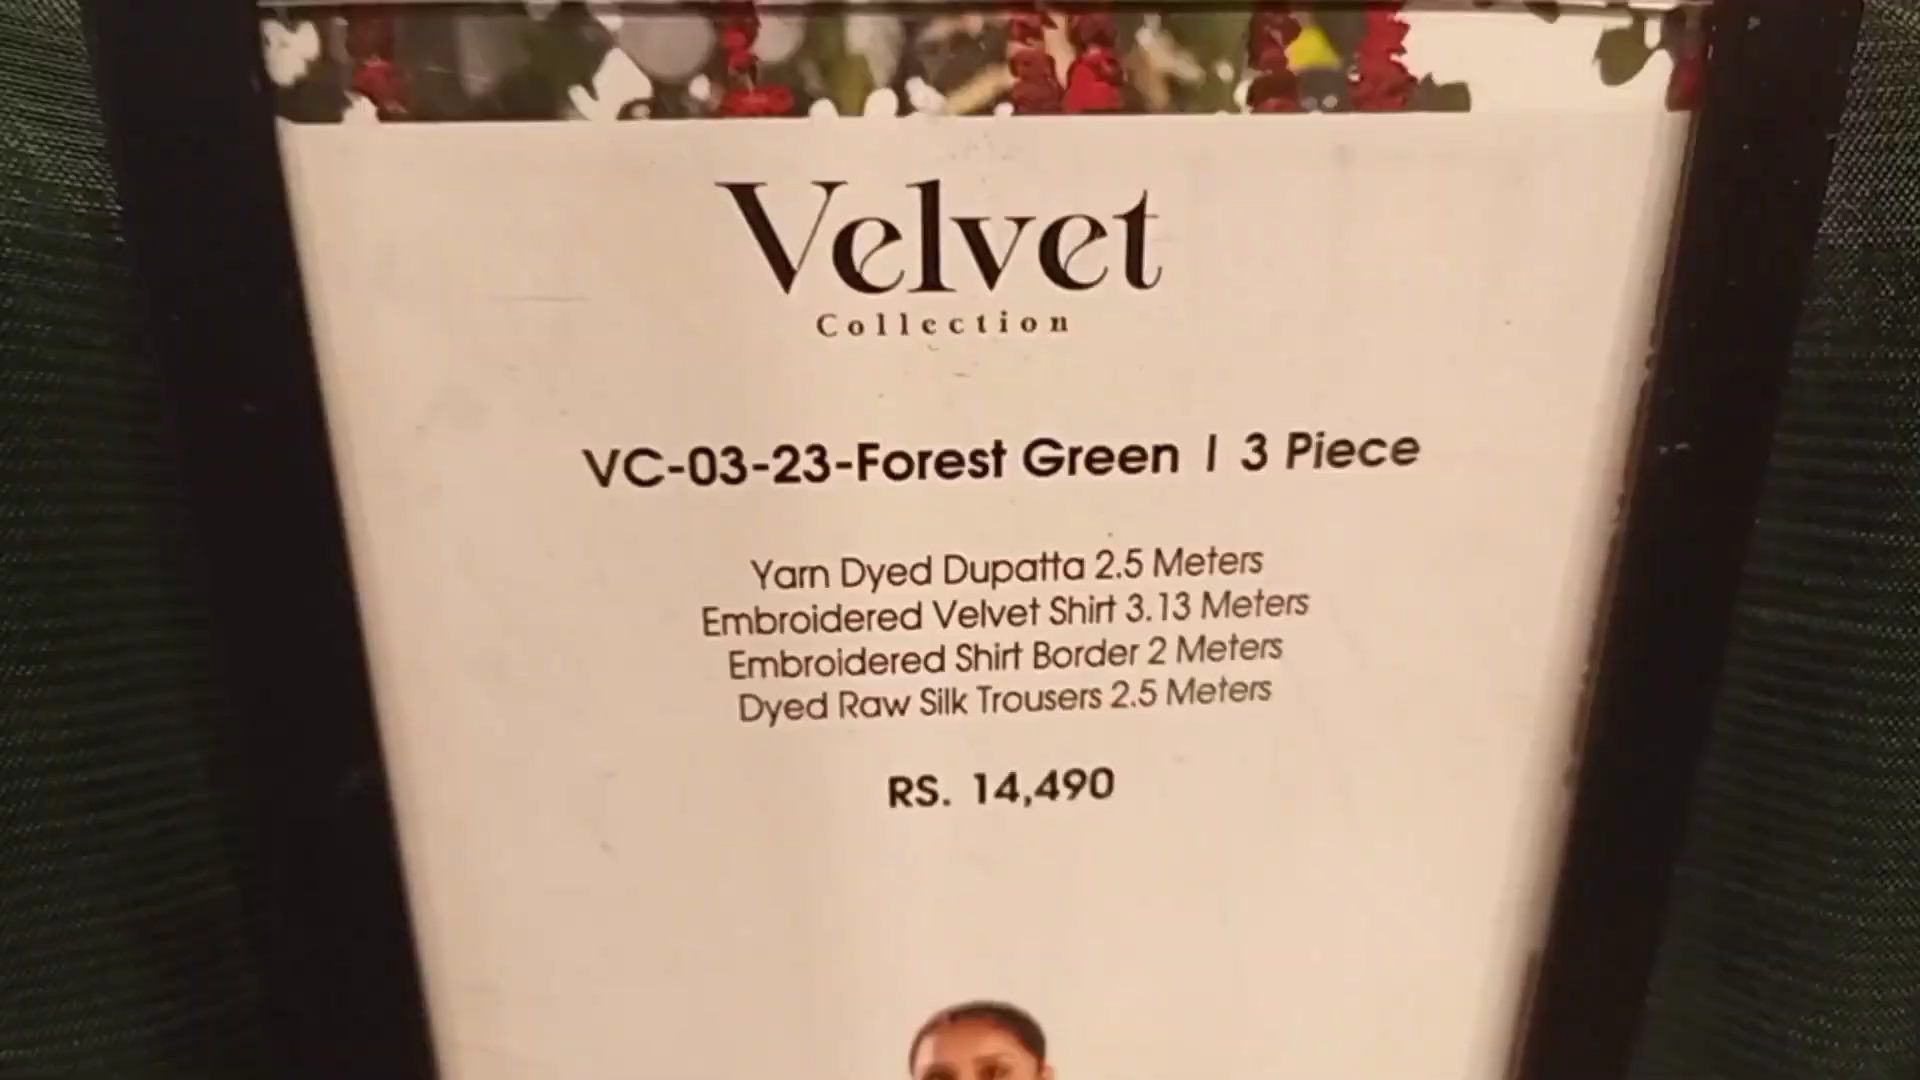 Velvet
Collection
VC-03-23-Forest Green | 3 Piece
Yarn Dyed Dupatta 2.5 Meters
Embroidered Velvet Shirt 3.13 Meters
Embroidered Shirt Border 2 Meters
Dyed Raw Silk Trousers 2.5 Meters
RS. 14,490